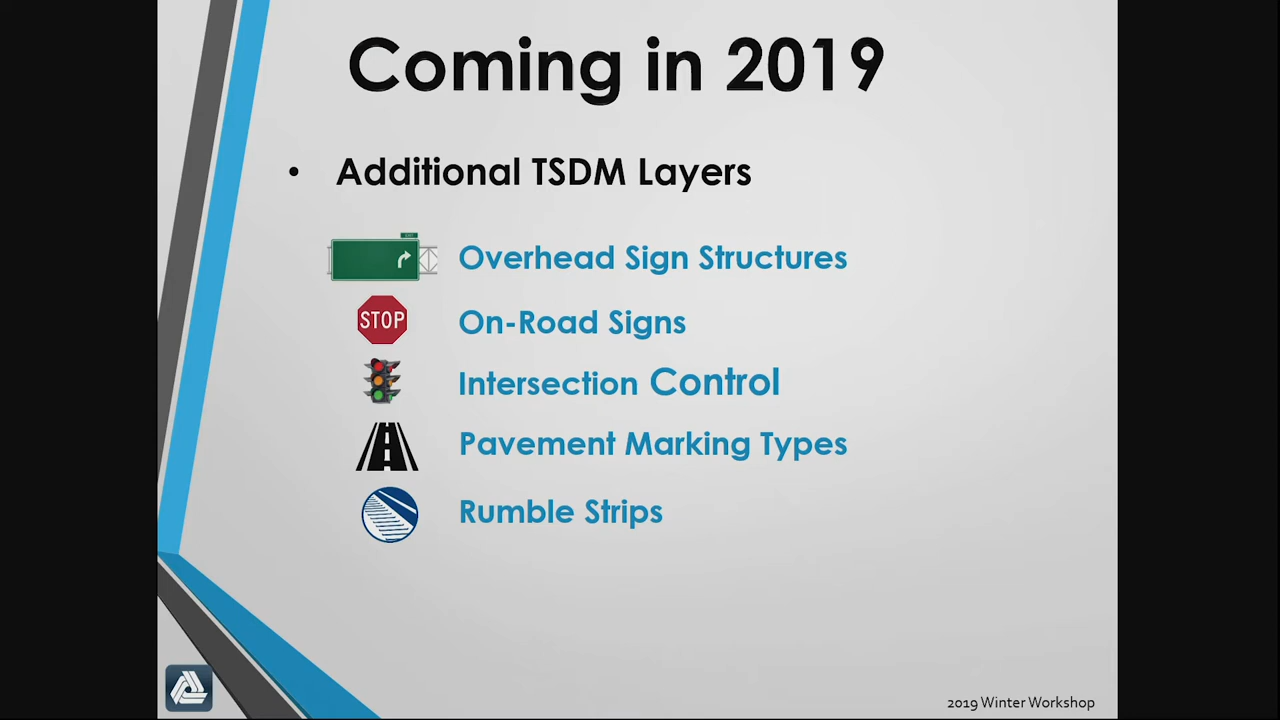 Coming in 2019
• Additional TSDM Layers
Overhead Sign Structures
STOP
On-Road Signs
Intersection Control
Pavement Marking Types
Rumble Strips
2019 Winter Workshop